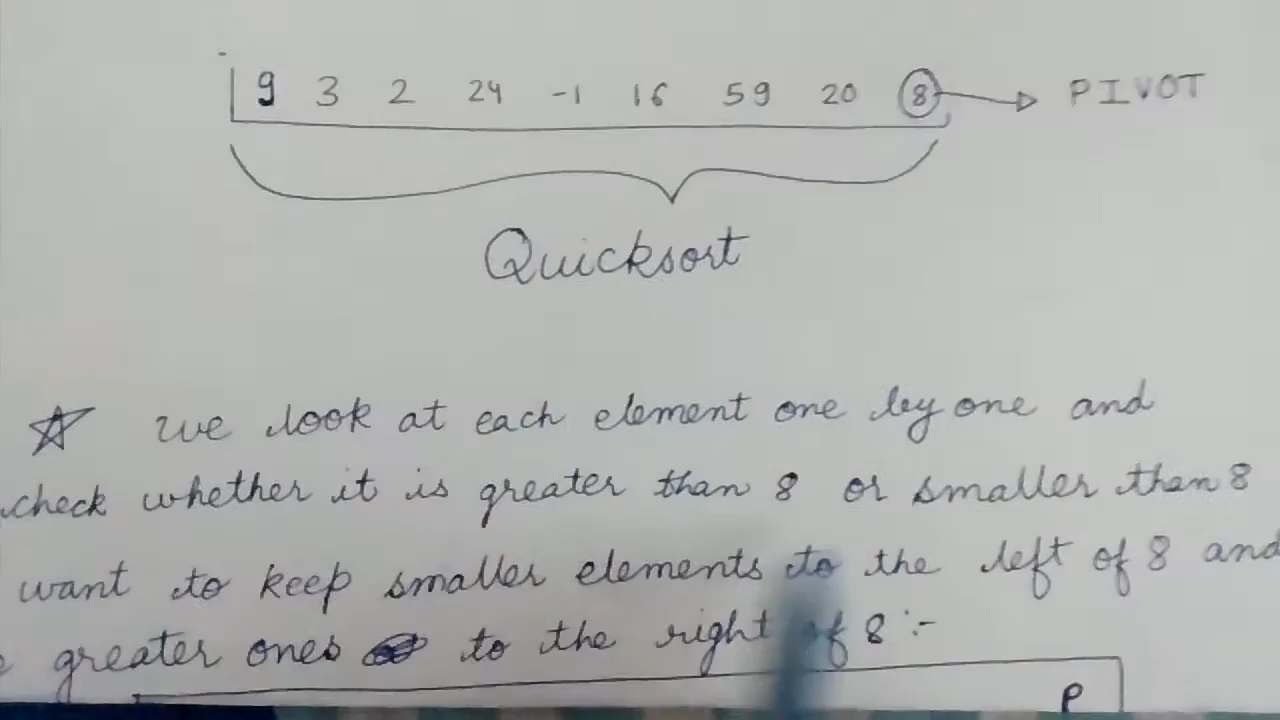 9 3 2 24 -1 16 59 20 8 PIVOT
Quicksort
we look at each element one by one and
check whether it is greater than 8 or smaller than 8
want to keep smaller elements to the left of 8 and
greater ones to the right of 8 :-
P